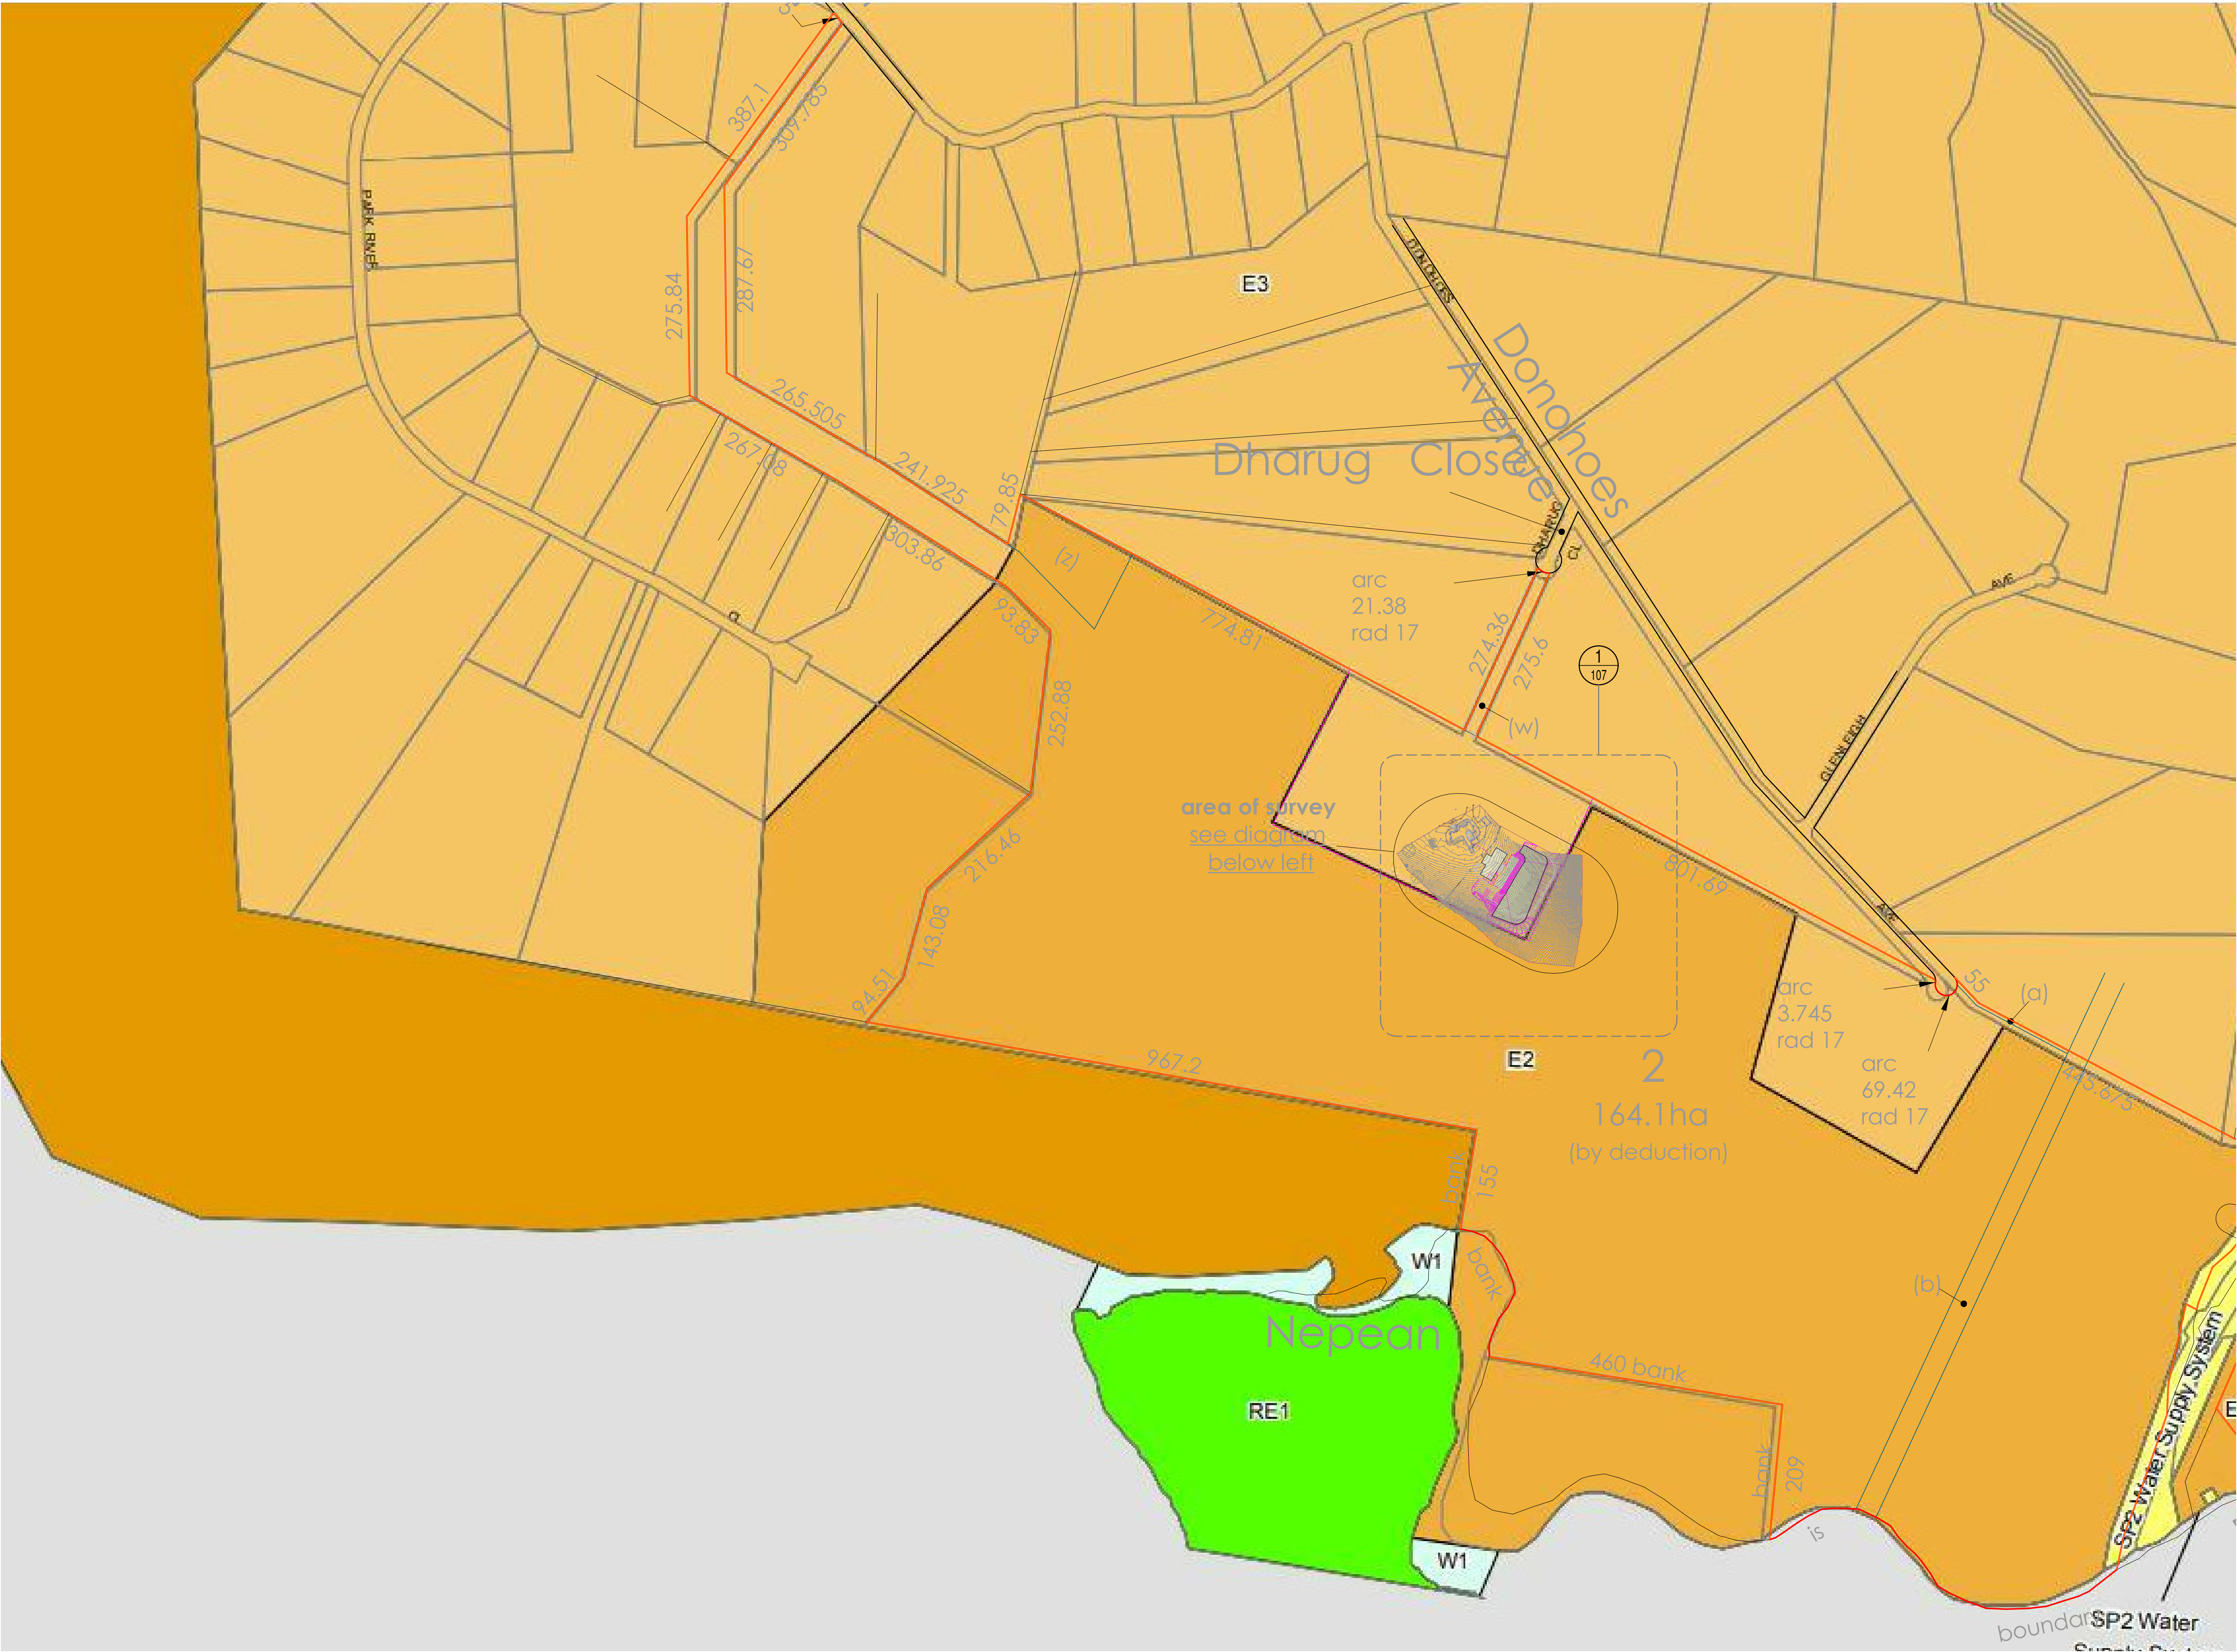 387.1
309.785
PARK RIVER
275.84
287.67
E3
DONOHOES
Donohoes
Avenue
265.505
267.08
Dharug Close
241.925
79.85
303.86
DHARUG
CL
(z)
arc
21.38
rad 17
93.83
774.81
274.36
275.6
1
107
AVE
CL
252.88
(w)
GLENLEIGH
area of survey
see diagram
below left
216.46
801.69
143.08
AVE
94.51
55
arc
3.745
rad 17
(a)
967.2
E2
2
164.1ha
(by deduction)
arc
69.42
rad 17
445.675
bank
155
W1
bank
(b)
Nepean
460 bank
RE1
E
SP2 Water Supply System
bank
209
is
W1
boundary
SP2 Water